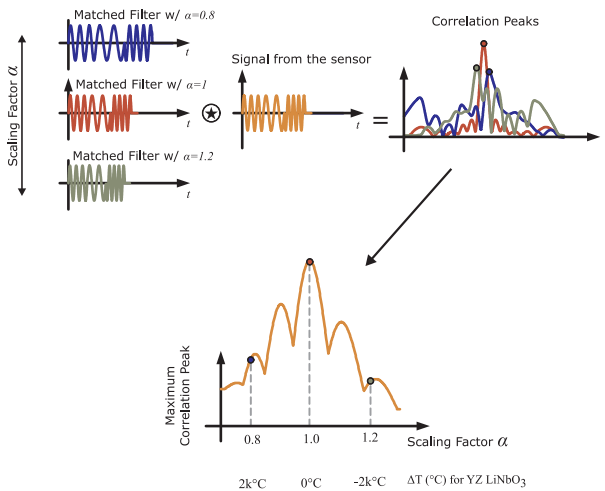 Matched Filter w/ α=0.8
t
Matched Filter w/ α=1
t
Matched Filter w/ α=1.2
t
Scaling Factor α
Signal from the sensor
t
=
Correlation Peaks
Maximum
Correlation Peak
0.8
1.0
1.2
Scaling Factor α
2k°C
0°C
-2k°C
ΔT (°C) for YZ LiNbO3